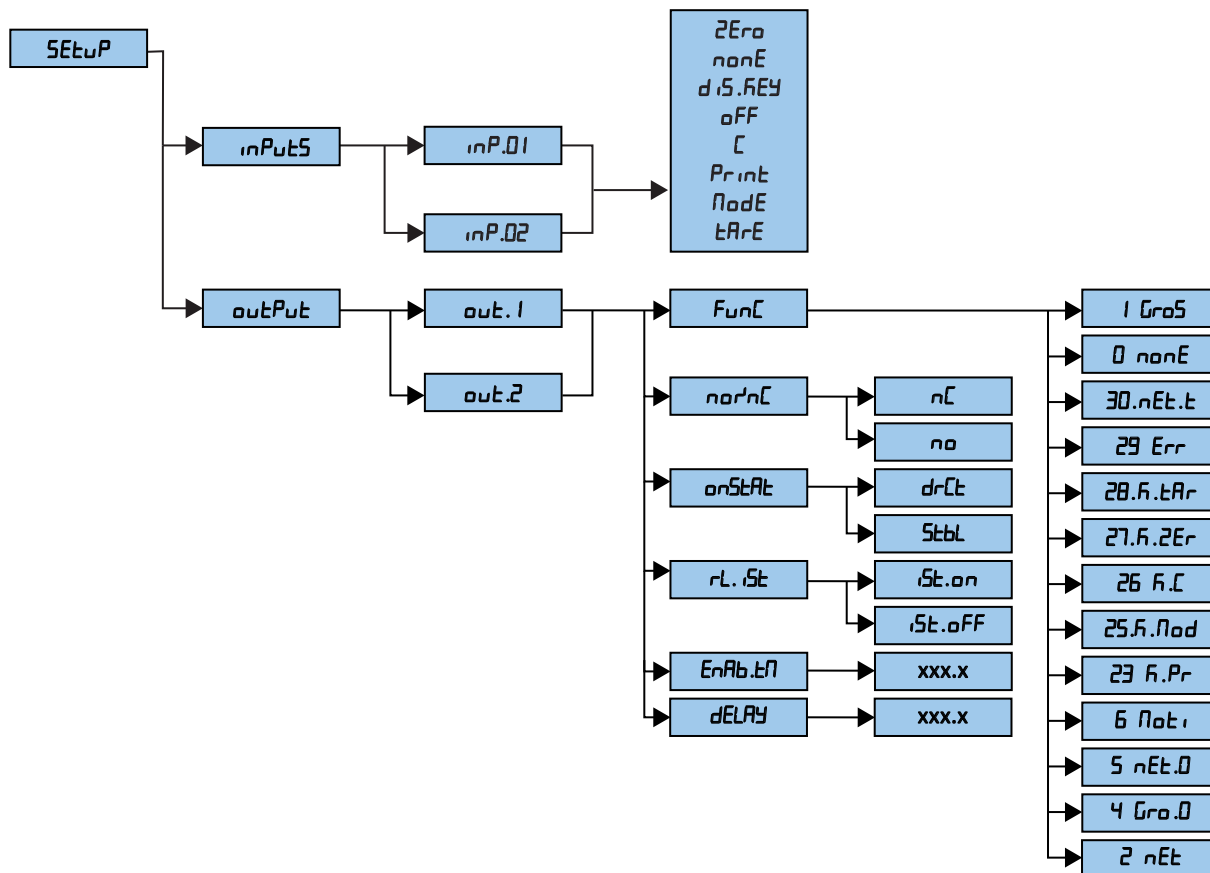 SEtuP
inPutS
inP.01
inP.02
ZEro
nonE
diS.KEY
oFF
C
Print
ModE
tArE
outPut
out.1
out.2
FunC
no/nC
nC
no
onStAt
drCt
StbL
rL.iSt
iSt.on
iSt.oFF
EnAb.tM
xxx.x
dELAY
xxx.x
1 GroS
0 nonE
30.nEt.t
29 Err
28.K.tAr
27.K.ZEr
26 K.C
25.K.Mod
23 K.Pr
6 Moti
5 nEt.0
4 Gro.0
2 nEt